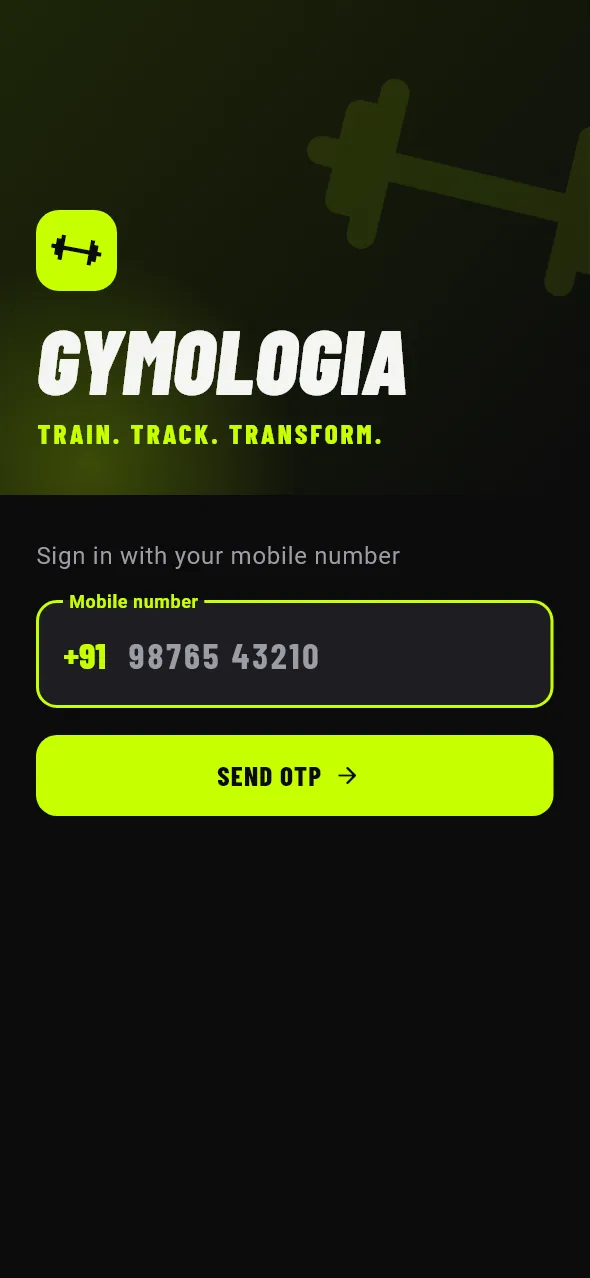 GYMOLOGIA
TRAIN. TRACK. TRANSFORM.
Sign in with your mobile number
Mobile number
+91 98765 43210
SEND OTP →